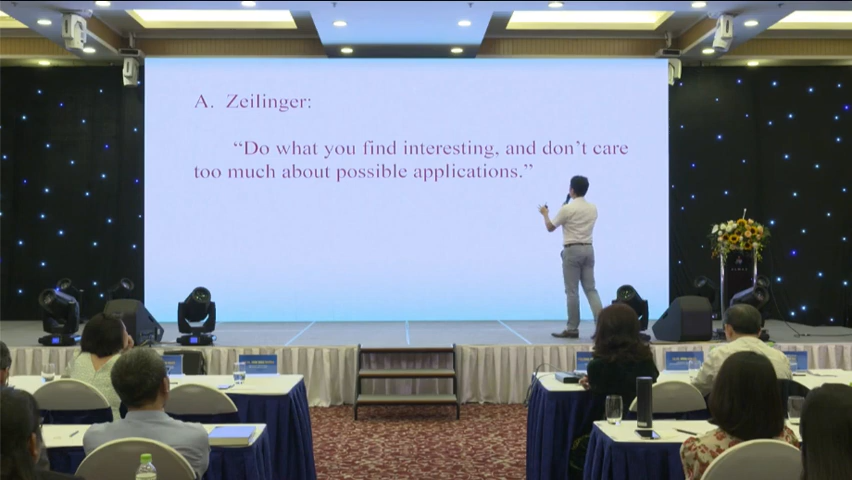 A. Zeilinger:
“Do what you find interesting, and don’t care
too much about possible applications.”